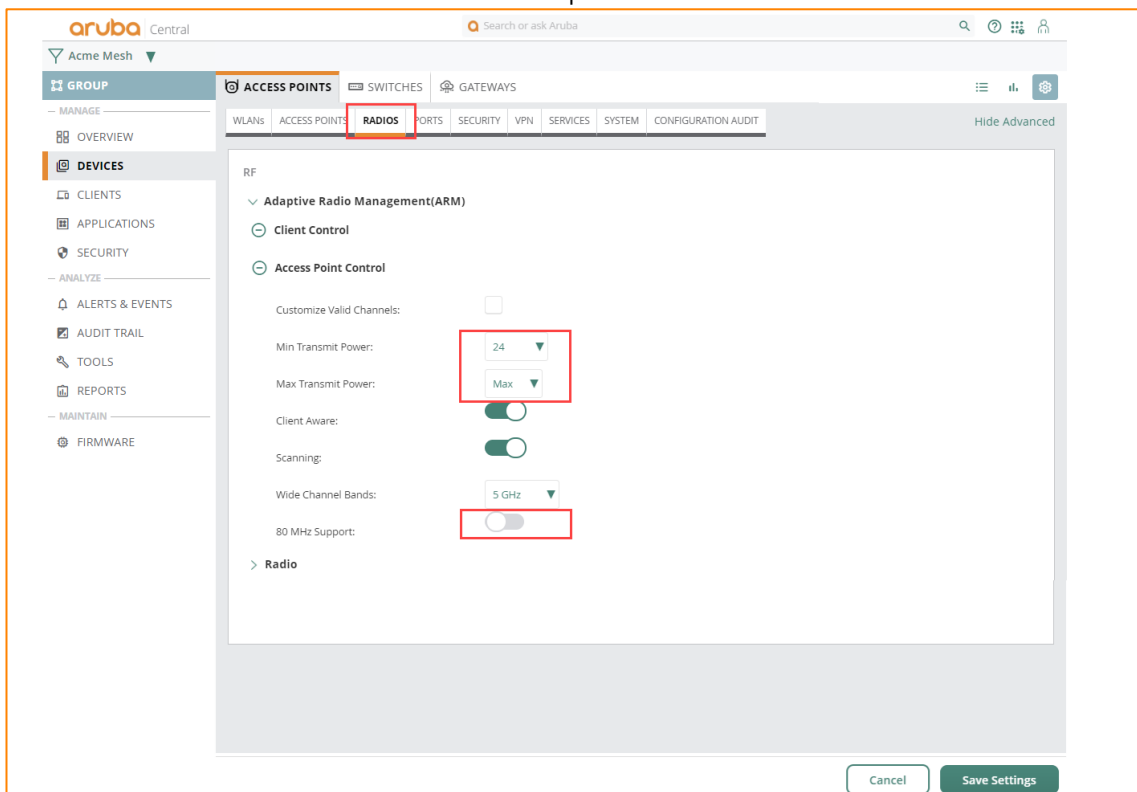 aruba Central
Search or ask Aruba
Acme Mesh
GROUP
ACCESS POINTS SWITCHES GATEWAYS
MANAGE
OVERVIEW
DEVICES
CLIENTS
APPLICATIONS
SECURITY
ANALYZE
ALERTS & EVENTS
AUDIT TRAIL
TOOLS
REPORTS
MAINTAIN
FIRMWARE
WLANs ACCESS POINTS RADIOS PORTS SECURITY VPN SERVICES SYSTEM CONFIGURATION AUDIT
Hide Advanced
RF
Adaptive Radio Management(ARM)
Client Control
Access Point Control
Customize Valid Channels:
Min Transmit Power: 24
Max Transmit Power: Max
Client Aware:
Scanning:
Wide Channel Bands: 5 GHz
80 MHz Support:
Radio
Cancel Save Settings